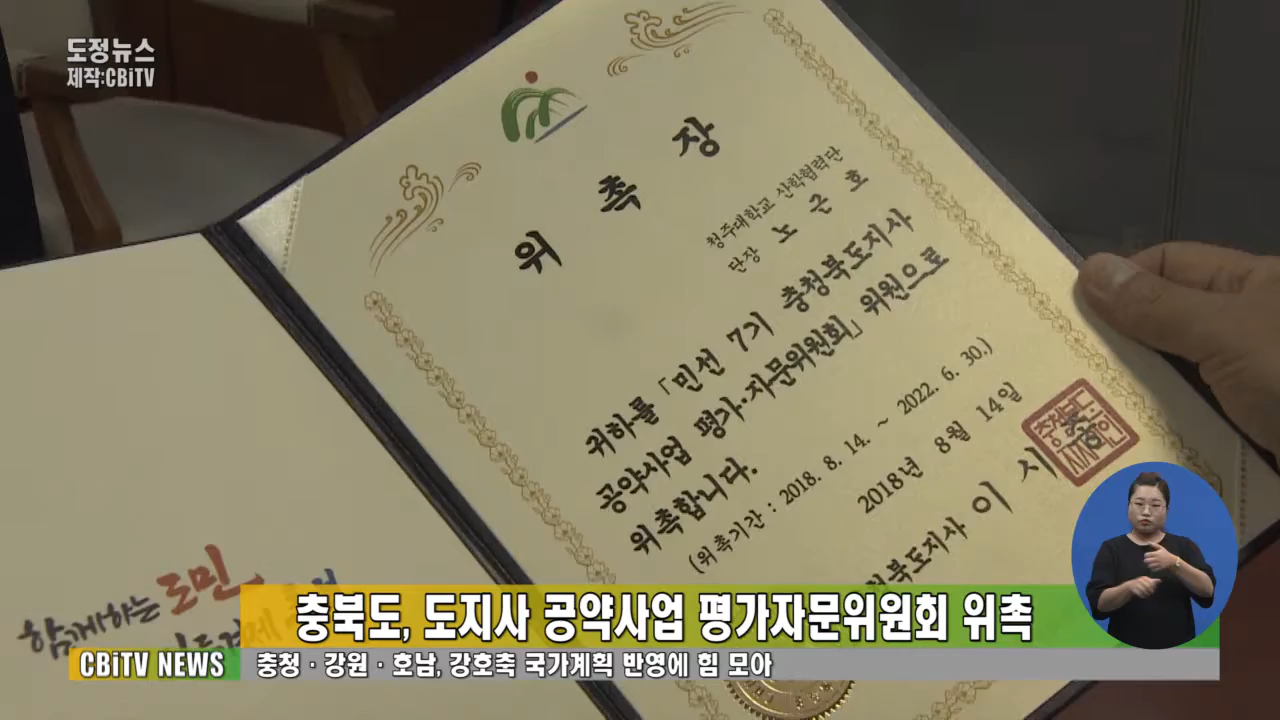 도정뉴스
제작:CBiTV
위 촉 장
청주대학교 산학협력단
단장 노 근 호
귀하를 「민선 7기 충청북도지사
공약사업 평가·자문위원회」 위원으로
위촉합니다.
(위촉기간 : 2018. 8. 14. ~ 2022. 6. 30.)
2018년 8월 14일
북도지사 이 시
함께하는 도민
충북도, 도지사 공약사업 평가자문위원회 위촉
CBiTV NEWS
충청·강원·호남, 강호축 국가계획 반영에 힘 모아